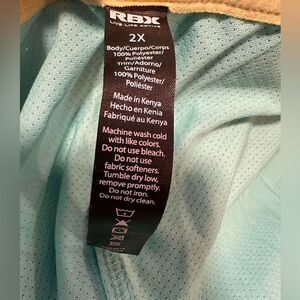 RBX
LIVE LIFE ACTIVE
2X
Body/Cuerpo/Corps
100% Polyester/
Poliéster
Trim/Adorno/
Garniture
100% Polyester/
Poliéster
Made in Kenya
Hecho en Kenia
Fabriqué au Kenya
Machine wash cold
with like colors.
Do not use bleach.
Do not use
fabric softeners.
Tumble dry low,
remove promptly.
Do not iron.
Do not dry clean.